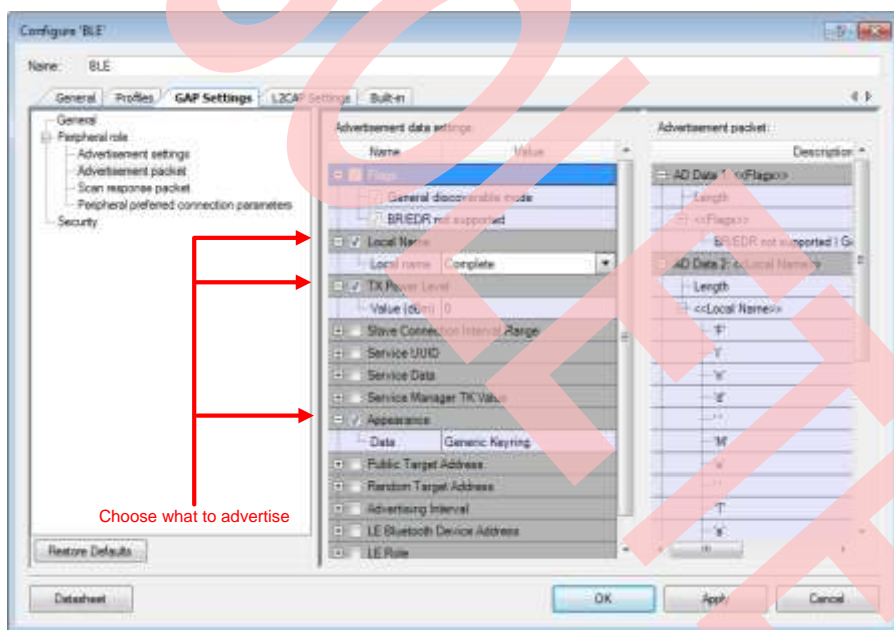 Configure 'BLE'
Name: BLE
General Profiles GAP Settings L2CAP Settings Built-in
General
Peripheral role
Advertisement settings
Advertisement packet
Scan response packet
Peripheral preferred connection parameters
Security
Choose what to advertise
Restore Defaults
Advertisement data settings:
Name Value
Flags
General discoverable mode
BR/EDR not supported
Local Name
Local name Complete
TX Power Level
Value (dBm) 0
Slave Connection Interval Range
Service UUID
Service Data
Service Manager TK Value
Appearance
Data Generic Keyring
Public Target Address
Random Target Address
Advertising Interval
LE Bluetooth Device Address
LE Role
Advertisement packet:
Description
AD Data 1: <<Flags>>
Length
<<Flags>>
BR/EDR not supported | Ge
AD Data 2: <<Local Name>>
Length
<<Local Name>>
'F'
'i'
'n'
'd'
' '
'M'
'e'
' '
'T'
Datasheet OK Apply Cancel